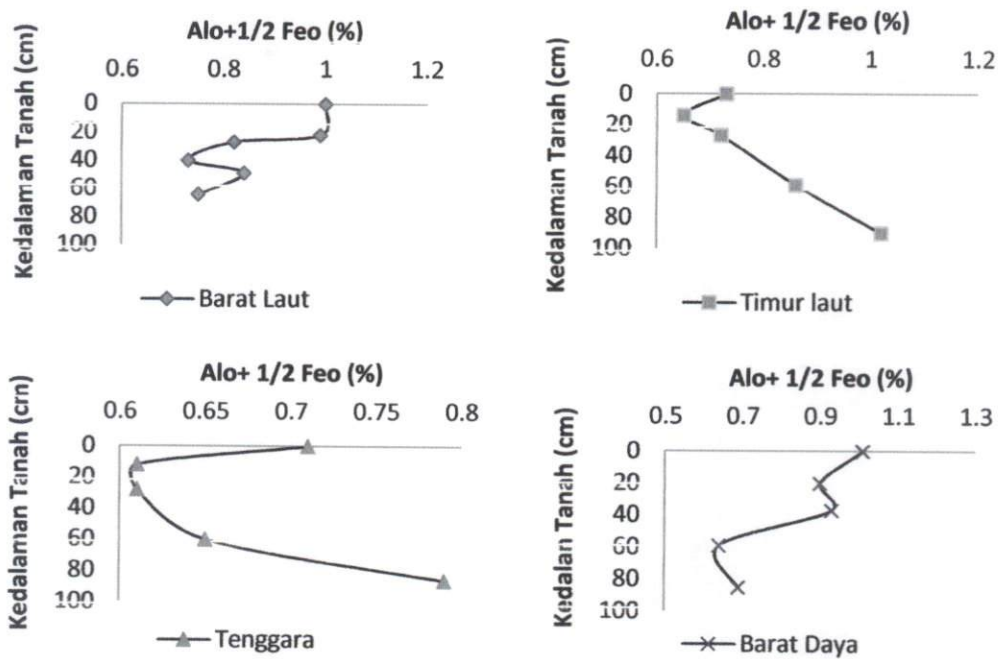 Alo+1/2 Feo (%)
0.6 0.8 1 1.2
Kedalaman Tanah (cm)
0
20
40
60
80
100
Barat Laut
Alo+ 1/2 Feo (%)
0.6 0.8 1 1.2
Kedalaman Tanah (cm)
0
20
40
60
80
100
Timur laut
Alo+ 1/2 Feo (%)
0.6 0.65 0.7 0.75 0.8
Kedalaman Tanah (cm)
0
20
40
60
80
100
Tenggara
Alo+ 1/2 Feo (%)
0.5 0.7 0.9 1.1 1.3
Kedalan Tanah (cm)
0
20
40
60
80
100
Barat Daya